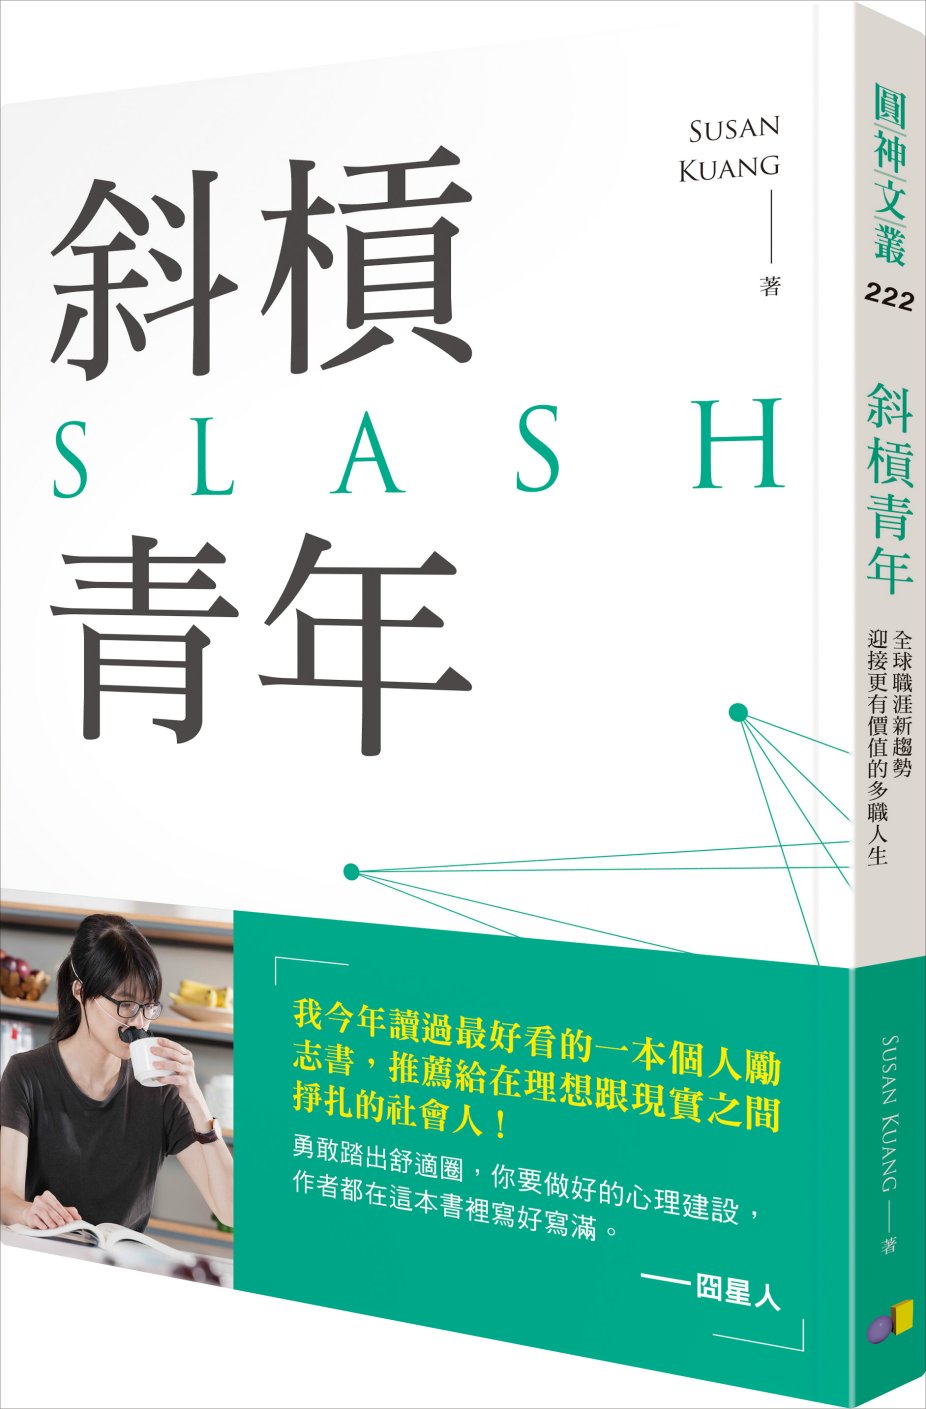 SUSAN
KUANG
著
斜槓
SLASH
青年
我今年讀過最好看的一本個人勵
志書，推薦給在理想跟現實之間
掙扎的社會人！
勇敢踏出舒適圈，你要做好的心理建設，
作者都在這本書裡寫好寫滿。
——囧星人
圓神文叢
222
斜槓青年
全球職涯新趨勢
迎接更有價值的多職人生
SUSAN KUANG——著